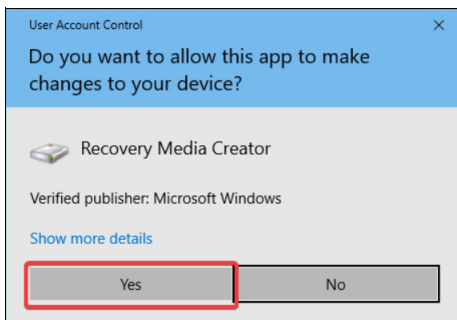 User Account Control
Do you want to allow this app to make
changes to your device?
Recovery Media Creator
Verified publisher: Microsoft Windows
Show more details
Yes
No